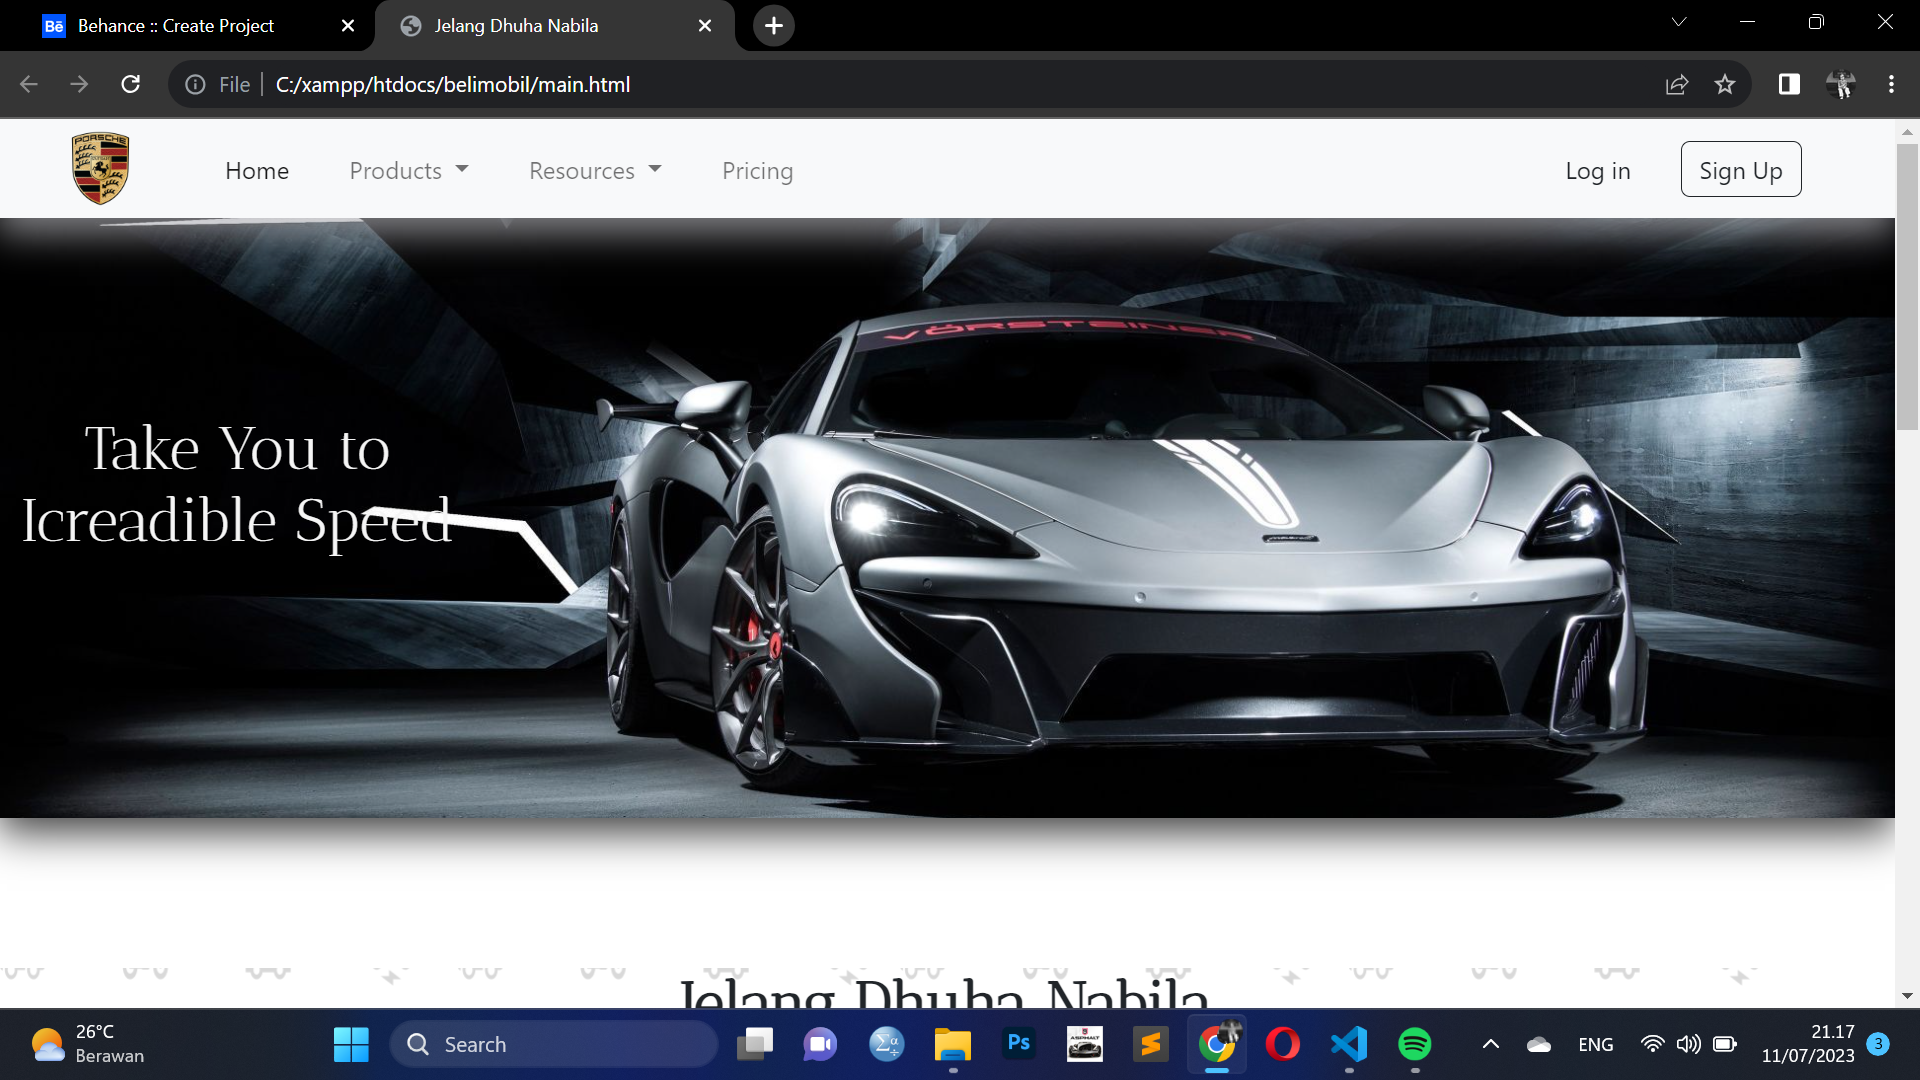 Behance :: Create Project
Jelang Dhuha Nabila
File
C:/xampp/htdocs/belimobil/main.html
PORSCHE
Home
Products
Resources
Pricing
Log in
Sign Up
VORSTEINER
Take You to
Icreadible Speed
Jelang Dhuha Nabila
26°C
Berawan
Search
Ps
ASPHALT
ENG
21.17
11/07/2023
3